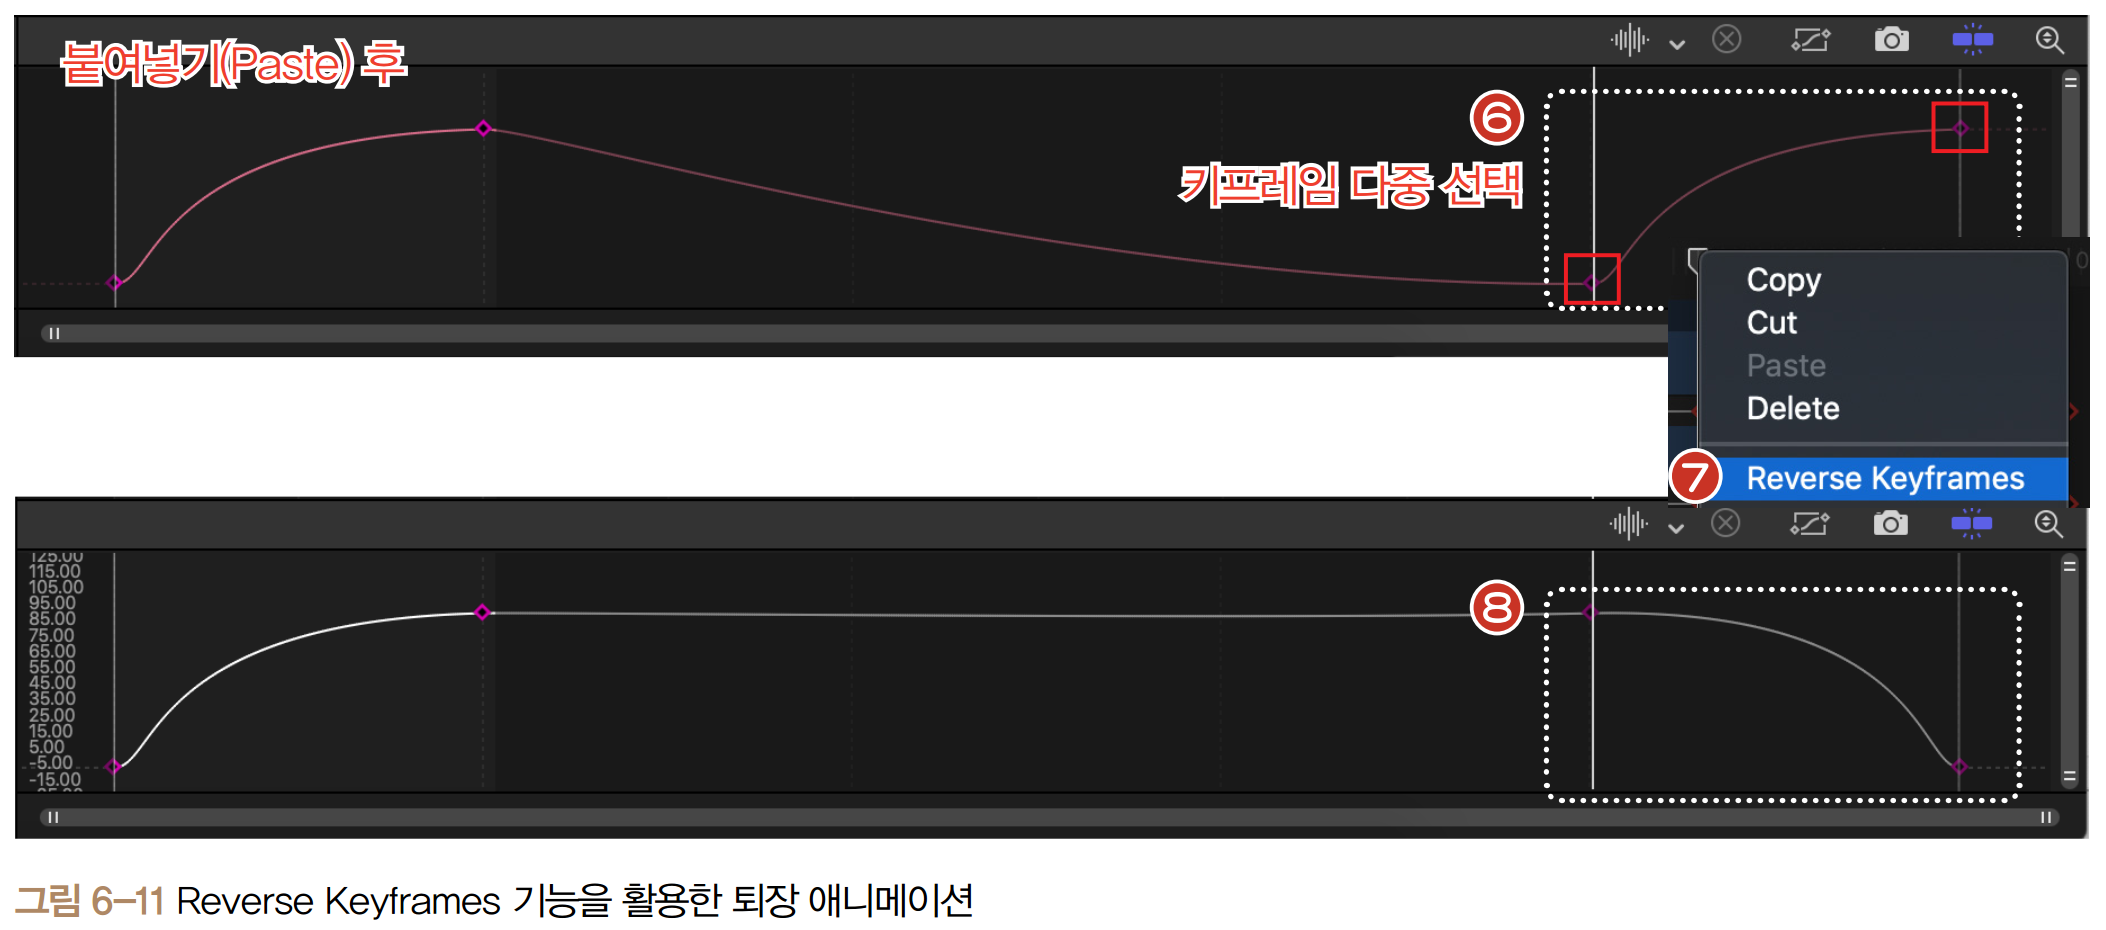 붙여넣기(Paste) 후
⑥
키프레임 다중 선택
Copy
Cut
Paste
Delete
⑦ Reverse Keyframes
125.00
115.00
105.00
95.00
85.00
75.00
65.00
55.00
45.00
35.00
25.00
15.00
5.00
-5.00
-15.00
⑧
그림 6-11 Reverse Keyframes 기능을 활용한 퇴장 애니메이션